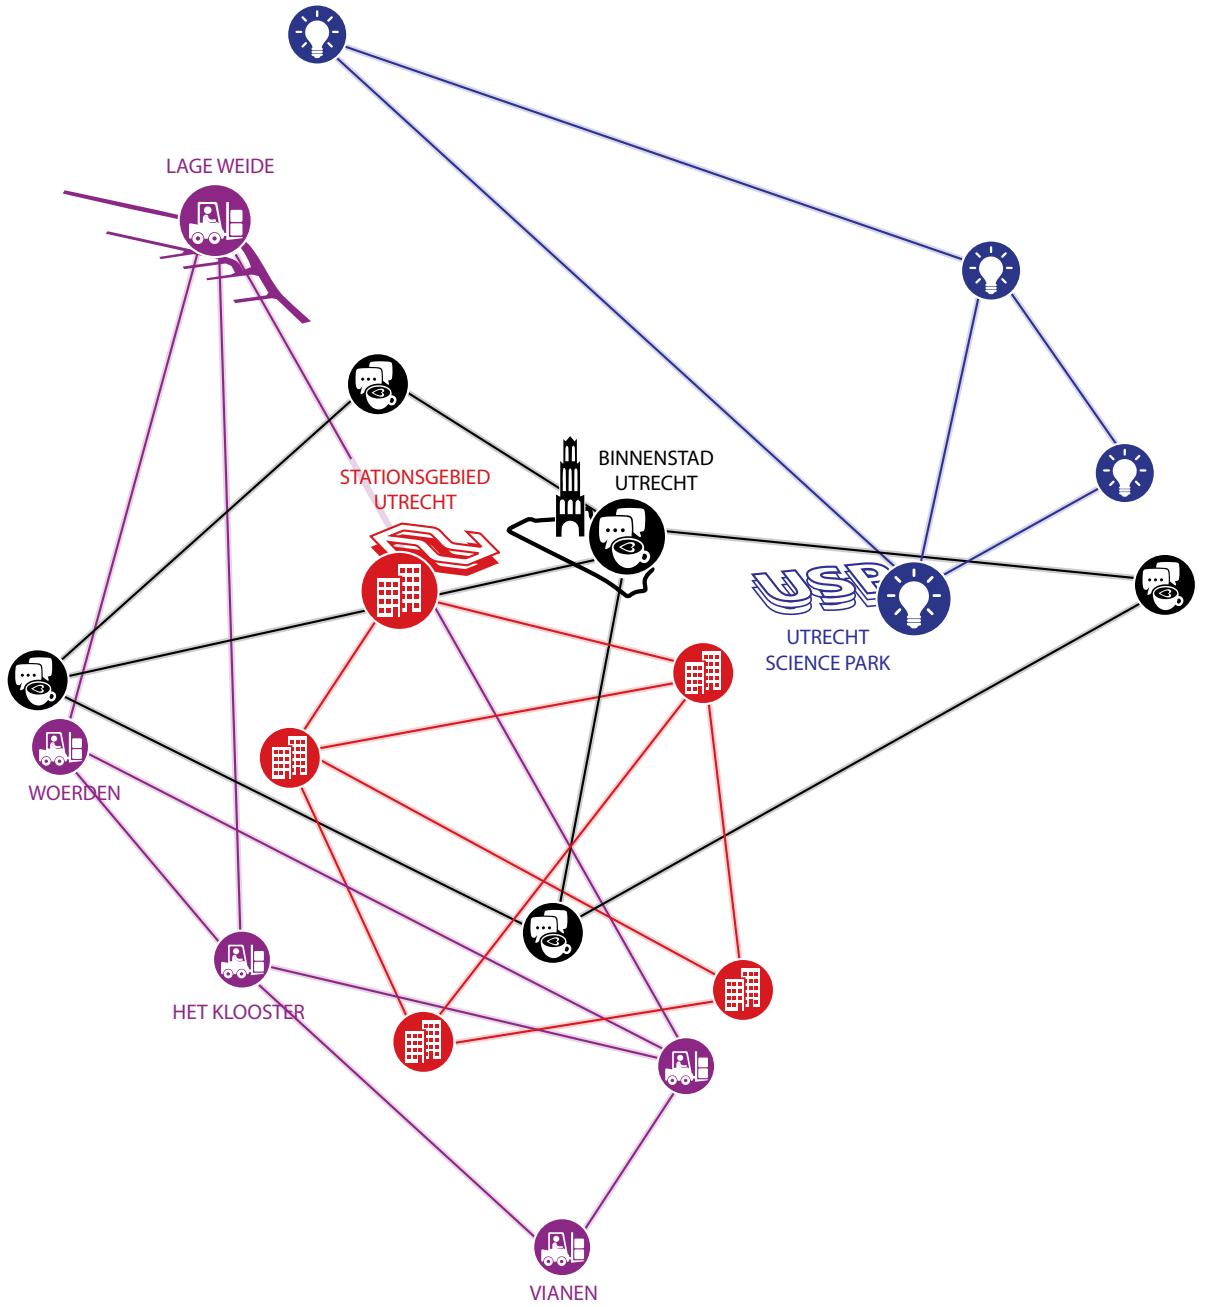 LAGE WEIDE
STATIONSGEBIED
UTRECHT
BINNENSTAD
UTRECHT
USP
UTRECHT
SCIENCE PARK
WOERDEN
HET KLOOSTER
VIANEN